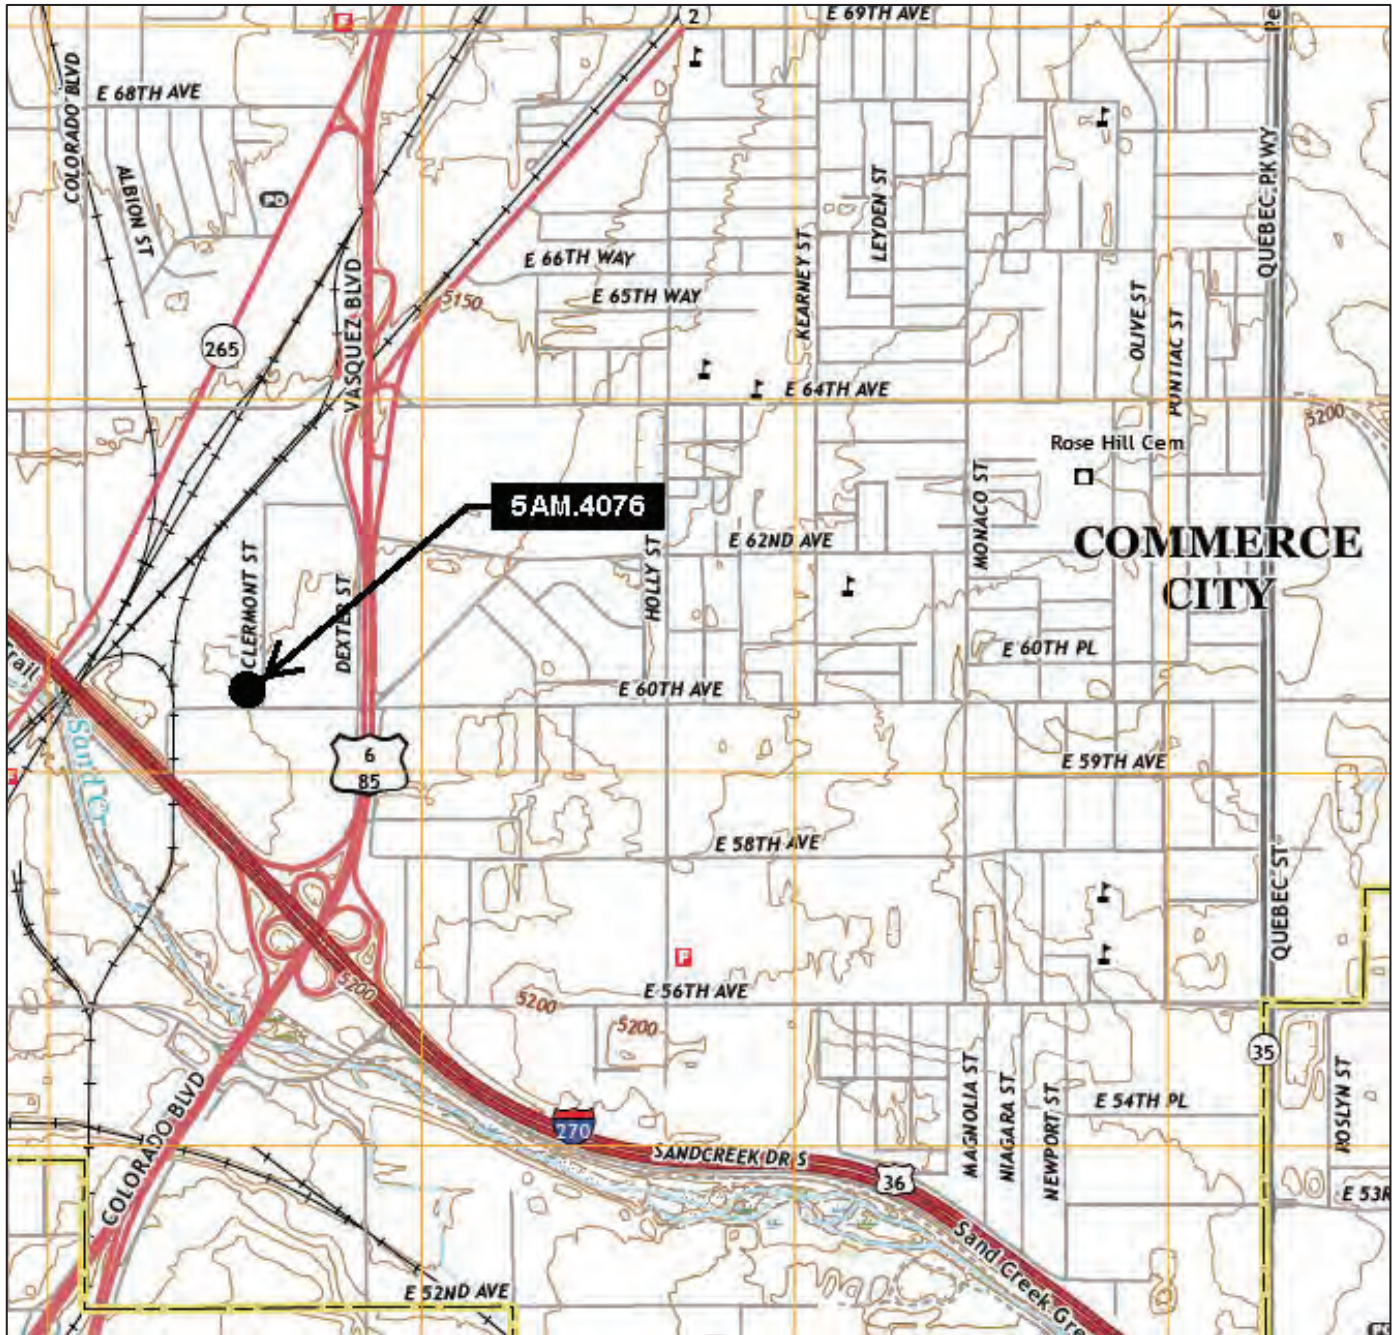 2
E 69TH AVE
COLORADO BLVD
E 68TH AVE
PO
ALBION ST
LEYDEN ST
QUEBEC PKWY
E 66TH WAY
KEARNEY ST
VASQUEZ BLVD
5150
E 65TH WAY
OLIVE ST
PONTIAC ST
265
E 64TH AVE
5200
Rose Hill Cem
5AM.4076
MONACO ST
COMMERCE
CITY
E 62ND AVE
HOLLY ST
CLERMONT ST
DEXTER ST
E 60TH PL
Trail
E 60TH AVE
Sand Cr
6
85
E 59TH AVE
E 58TH AVE
QUEBEC ST
F
5200
E 56TH AVE
5200
5200
35
COLORADO BLVD
MAGNOLIA ST
NIAGARA ST
NEWPORT ST
ROSLYN ST
E 54TH PL
270
SANDCREEK DR S
36
E 53R
Sand Creek Gre
E 52ND AVE